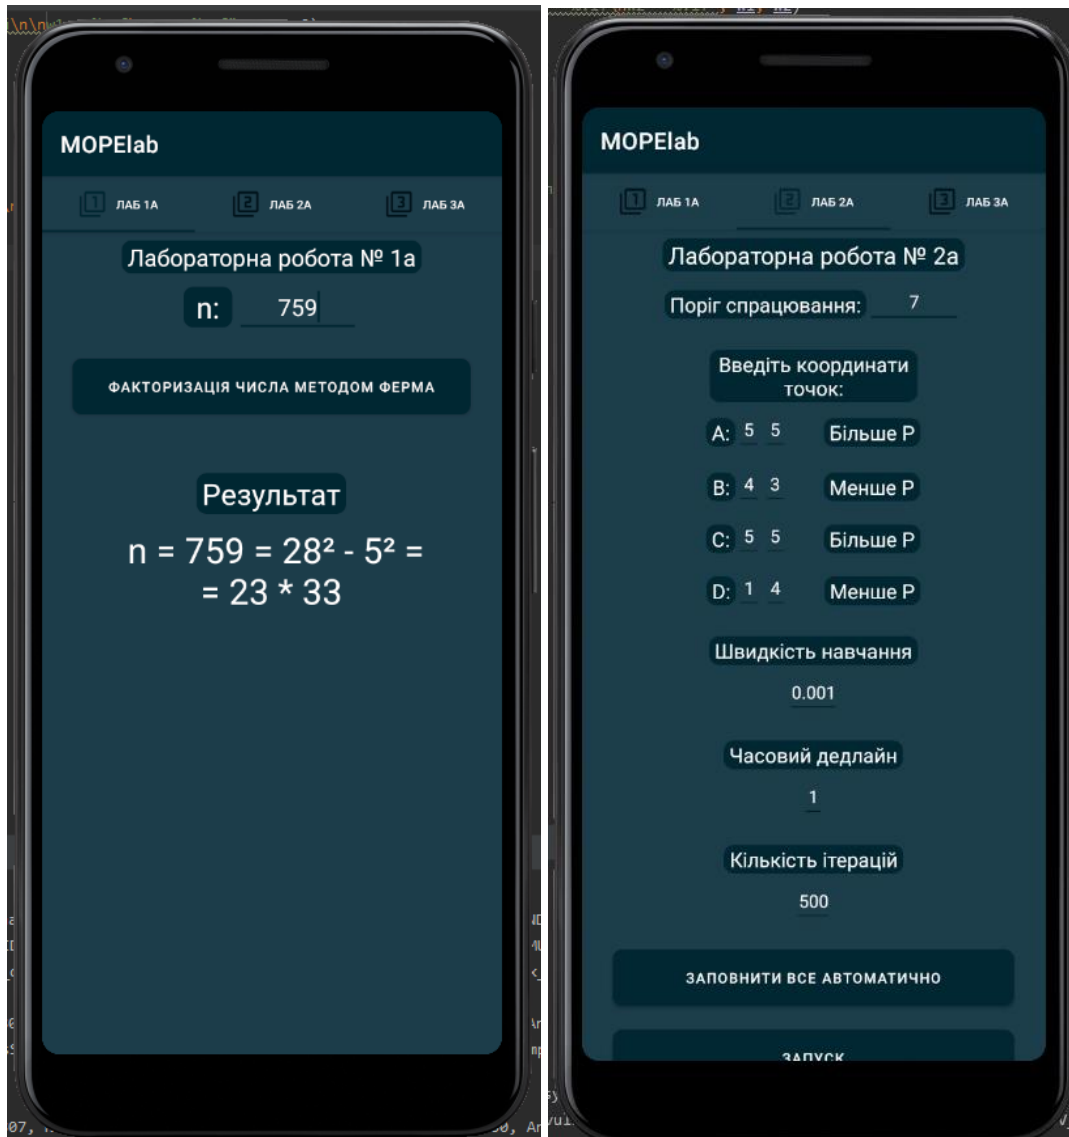 MOPElab
ЛАБ 1А
ЛАБ 2А
ЛАБ 3А
Лабораторна робота № 1а
n: 759
ФАКТОРИЗАЦІЯ ЧИСЛА МЕТОДОМ ФЕРМА
Результат
n = 759 = 28² - 5² =
= 23 * 33
MOPElab
ЛАБ 1А
ЛАБ 2А
ЛАБ 3А
Лабораторна робота № 2а
Поріг спрацювання: 7
Введіть координати
точок:
A: 5 5 Більше P
B: 4 3 Менше P
C: 5 5 Більше P
D: 1 4 Менше P
Швидкість навчання
0.001
Часовий дедлайн
1
Кількість ітерацій
500
ЗАПОВНИТИ ВСЕ АВТОМАТИЧНО
ЗАПУСК